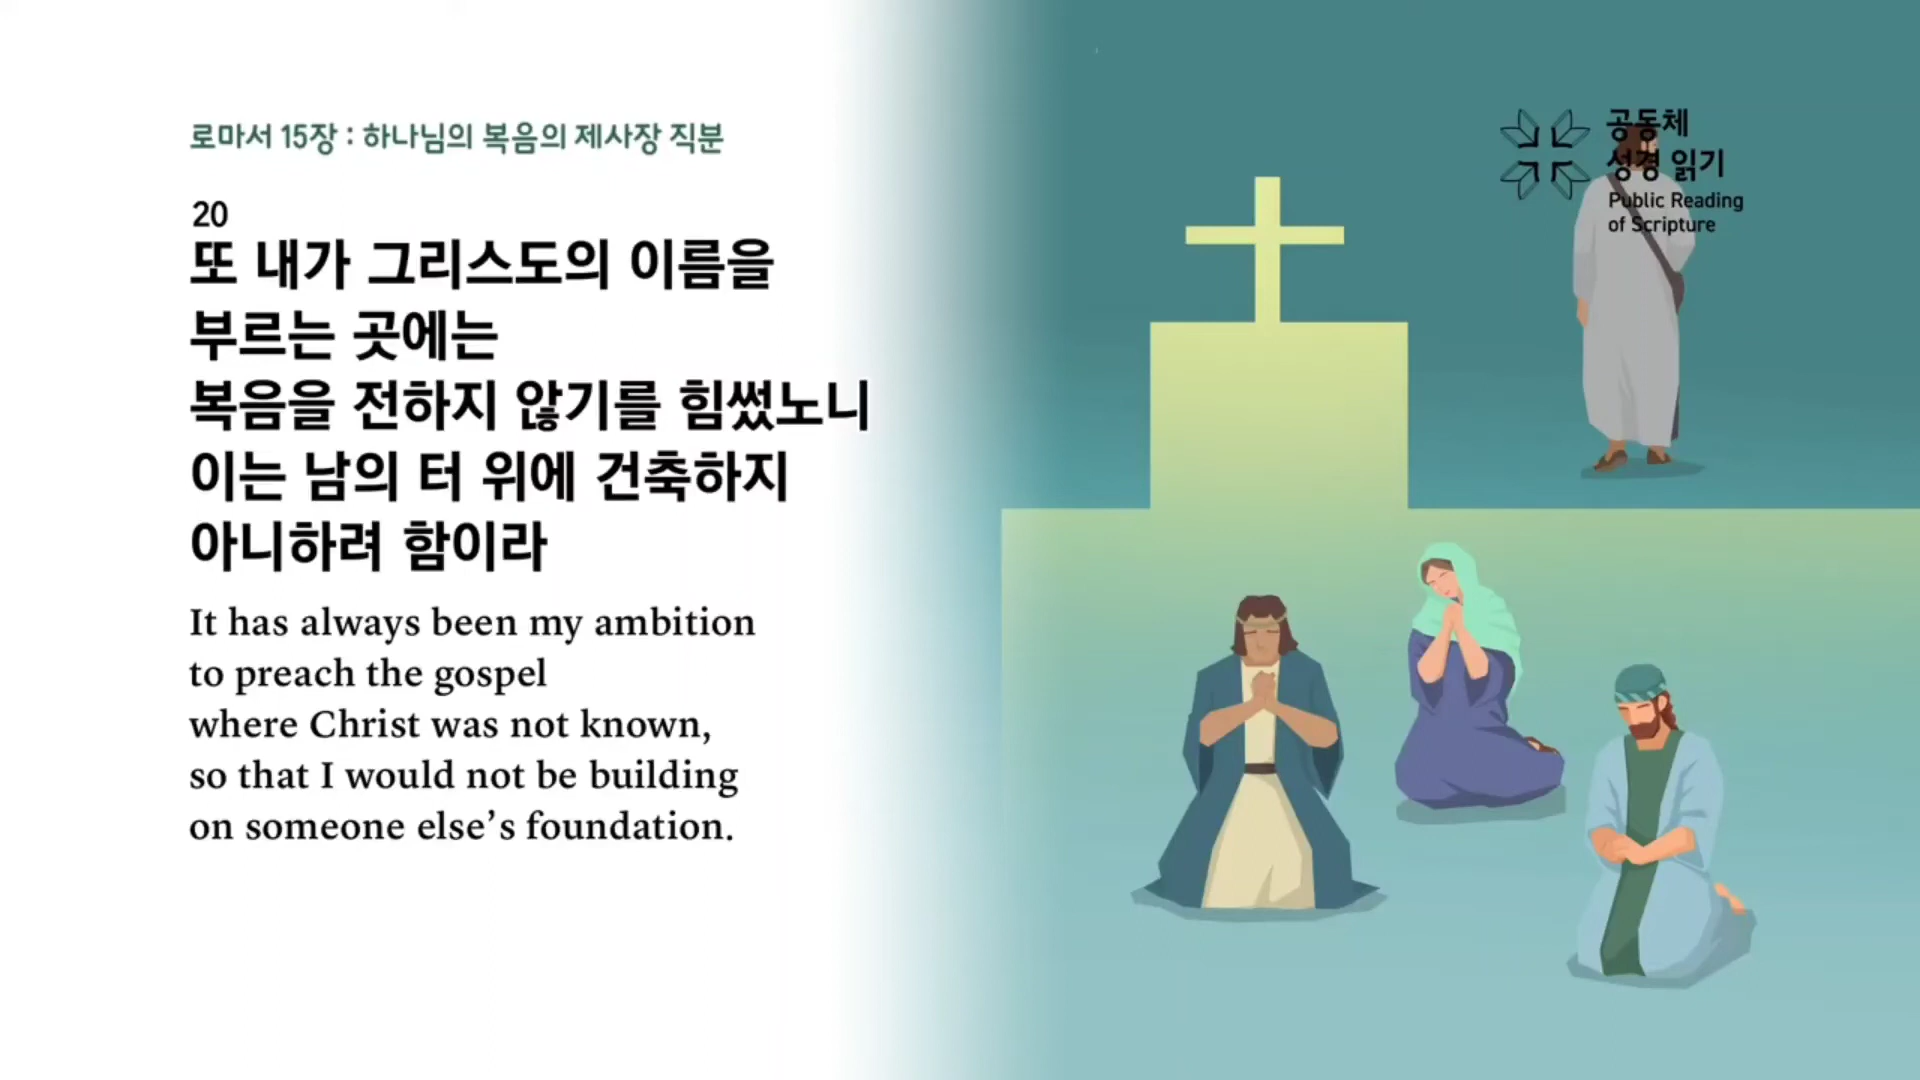 로마서 15장 : 하나님의 복음의 제사장 직분
20
또 내가 그리스도의 이름을
부르는 곳에는
복음을 전하지 않기를 힘썼노니
이는 남의 터 위에 건축하지
아니하려 함이라
It has always been my ambition
to preach the gospel
where Christ was not known,
so that I would not be building
on someone else’s foundation.
공동체
성경 읽기
Public Reading
of Scripture